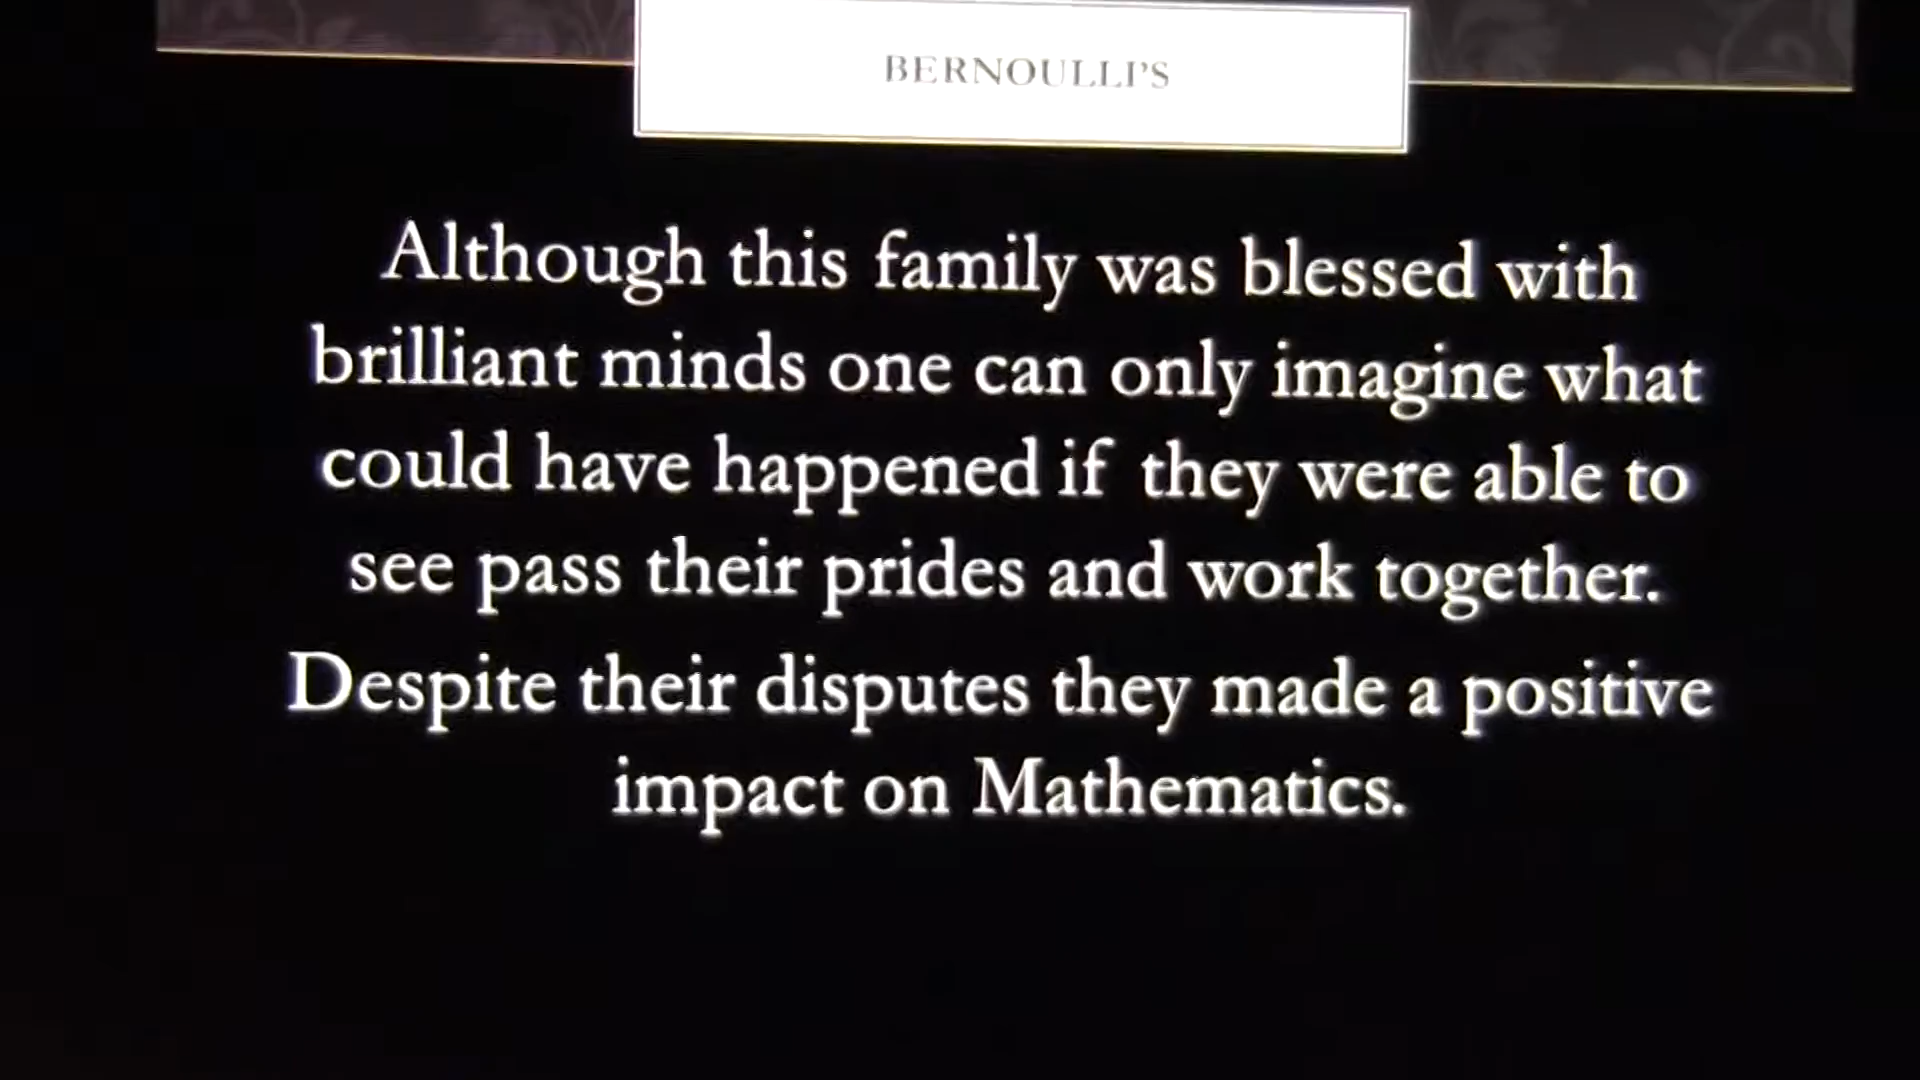 BERNOULLI'S
Although this family was blessed with
brilliant minds one can only imagine what
could have happened if they were able to
see pass their prides and work together.
Despite their disputes they made a positive
impact on Mathematics.